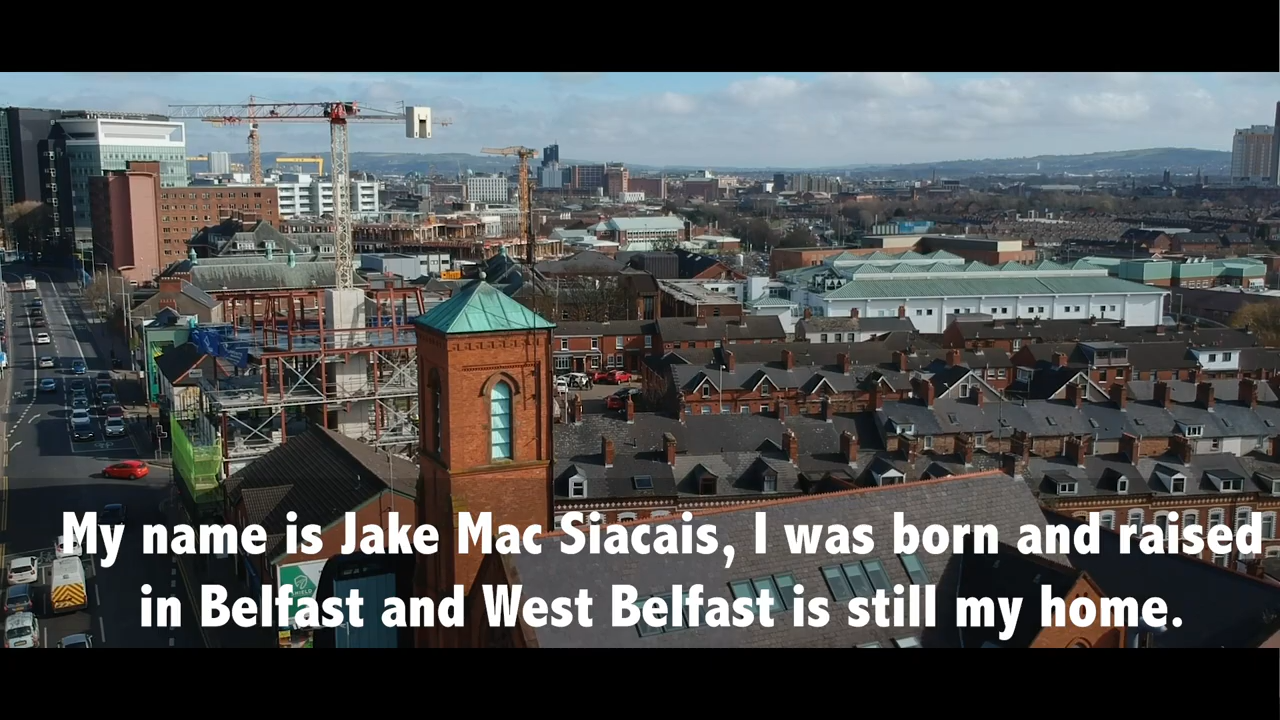 My name is Jake Mac Siacais, I was born and raised
in Belfast and West Belfast is still my home.